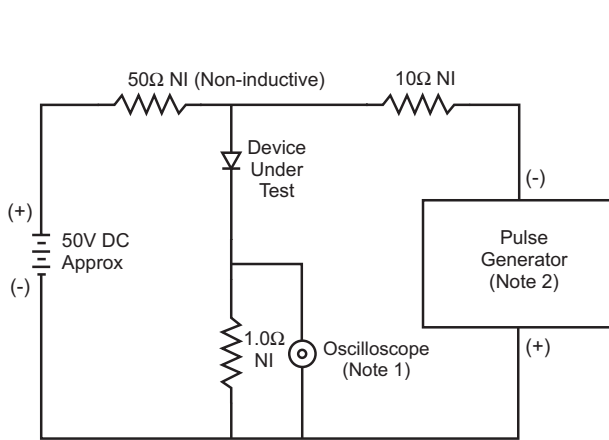 50Ω NI (Non-inductive)
10Ω NI
Device
Under
Test
(-)
(+)
50V DC
Approx
(-)
Pulse
Generator
(Note 2)
1.0Ω
NI
Oscilloscope
(Note 1)
(+)